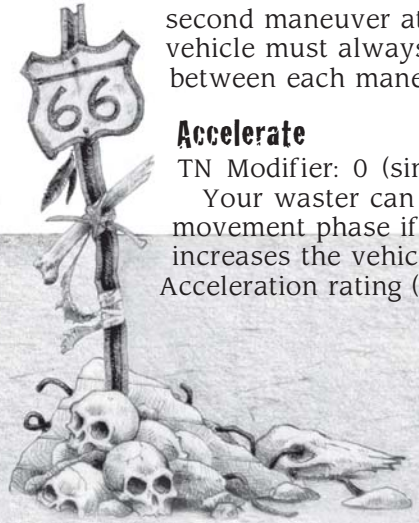 second maneuver at
vehicle must always
between each mane
66
Accelerate
TN Modifier: 0 (sin
Your waster can
movement phase if
increases the vehicl
Acceleration rating (